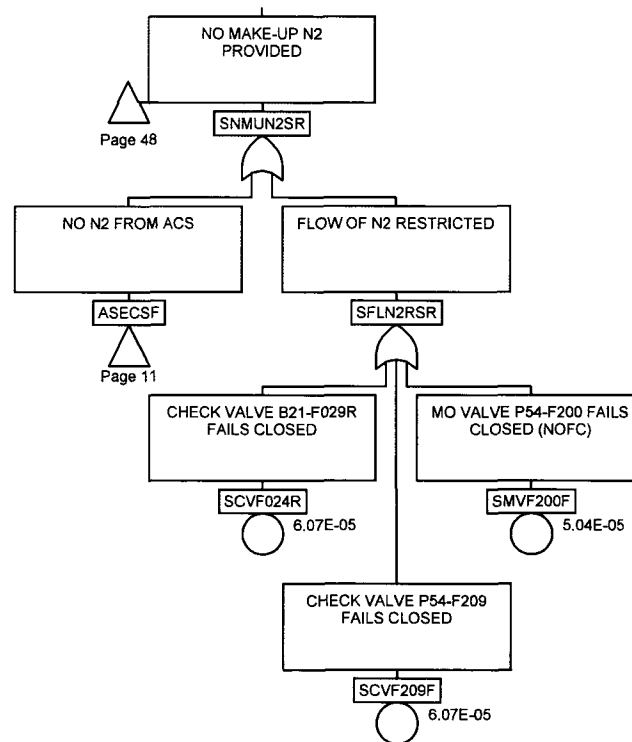 NO MAKE-UP N2
PROVIDED
Page 48
SNMUN2SR
NO N2 FROM ACS
FLOW OF N2 RESTRICTED
ASECSF
SFLN2RSR
Page 11
CHECK VALVE B21-F029R
FAILS CLOSED
MO VALVE P54-F200 FAILS
CLOSED (NOFC)
SCVF024R
SMVF200F
6.07E-05
5.04E-05
CHECK VALVE P54-F209
FAILS CLOSED
SCVF209F
6.07E-05